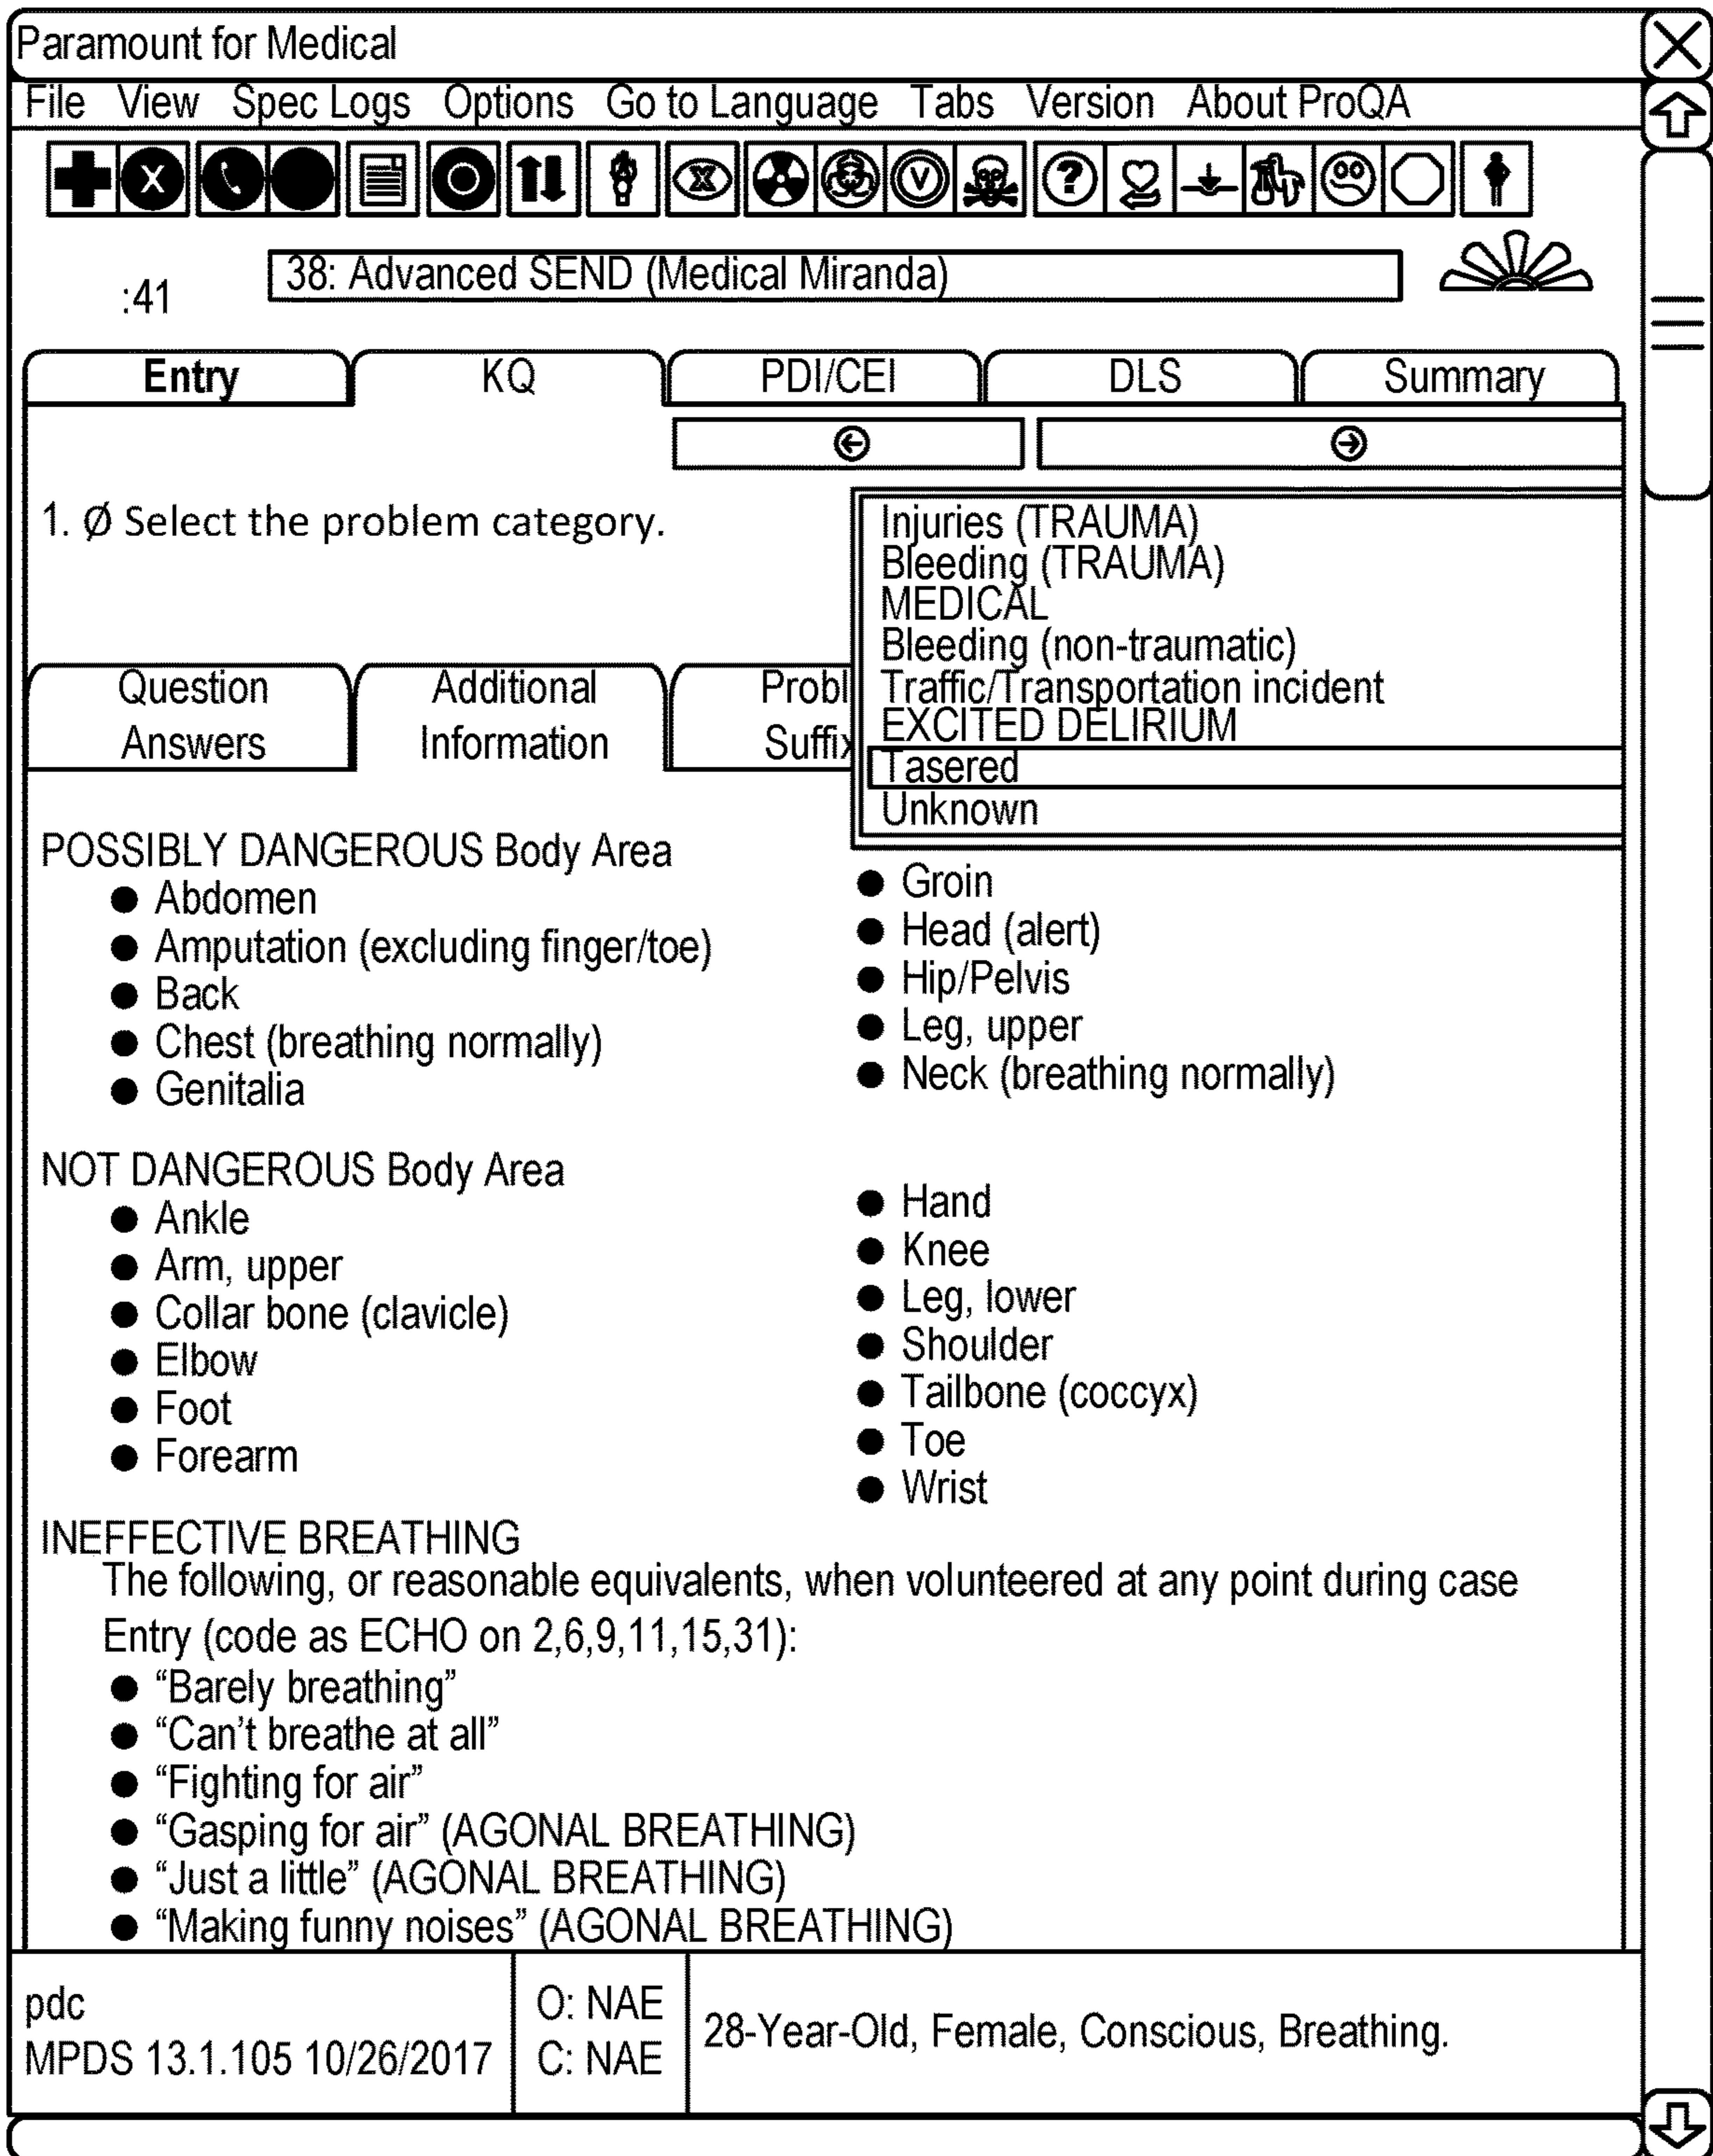 Paramount for Medical
File View Spec Logs Options Go to Language Tabs Version About ProQA
X V ?
:41
38: Advanced SEND (Medical Miranda)
Entry KQ PDI/CEI DLS Summary
1. Ø Select the problem category.
Injuries (TRAUMA)
Bleeding (TRAUMA)
MEDICAL
Bleeding (non-traumatic)
Traffic/Transportation incident
EXCITED DELIRIUM
Tasered
Unknown
Question Answers
Additional Information
Probl
Suffix
POSSIBLY DANGEROUS Body Area
● Abdomen
● Amputation (excluding finger/toe)
● Back
● Chest (breathing normally)
● Genitalia
● Groin
● Head (alert)
● Hip/Pelvis
● Leg, upper
● Neck (breathing normally)
NOT DANGEROUS Body Area
● Ankle
● Arm, upper
● Collar bone (clavicle)
● Elbow
● Foot
● Forearm
● Hand
● Knee
● Leg, lower
● Shoulder
● Tailbone (coccyx)
● Toe
● Wrist
INEFFECTIVE BREATHING
The following, or reasonable equivalents, when volunteered at any point during case
Entry (code as ECHO on 2,6,9,11,15,31):
● “Barely breathing”
● “Can’t breathe at all”
● “Fighting for air”
● “Gasping for air” (AGONAL BREATHING)
● “Just a little” (AGONAL BREATHING)
● “Making funny noises” (AGONAL BREATHING)
pdc
MPDS 13.1.105 10/26/2017
O: NAE
C: NAE
28-Year-Old, Female, Conscious, Breathing.